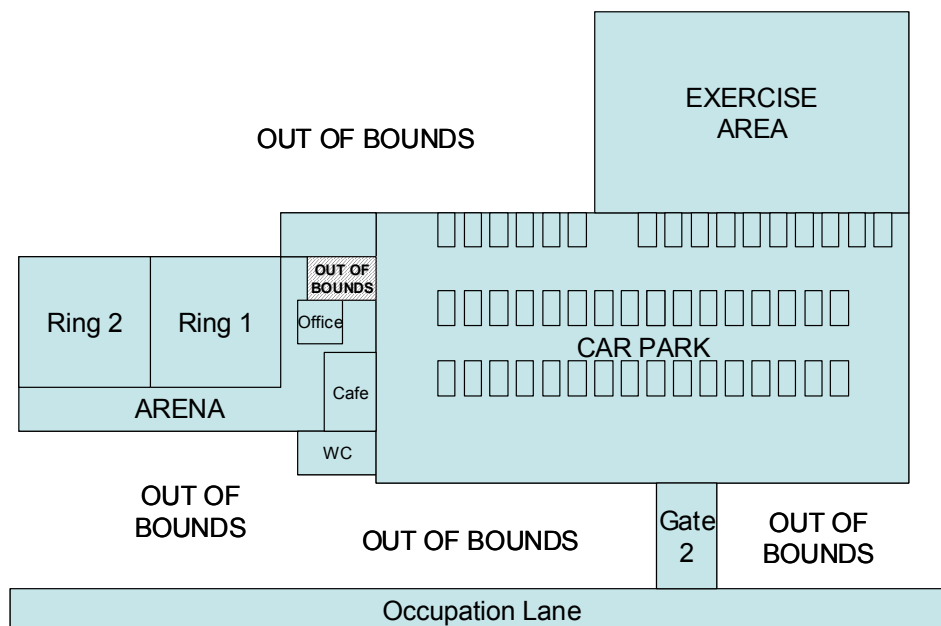 EXERCISE
AREA
OUT OF BOUNDS
OUT OF
BOUNDS
Ring 2
Ring 1
Office
CAR PARK
Cafe
ARENA
WC
OUT OF
BOUNDS
OUT OF BOUNDS
Gate
2
OUT OF
BOUNDS
Occupation Lane